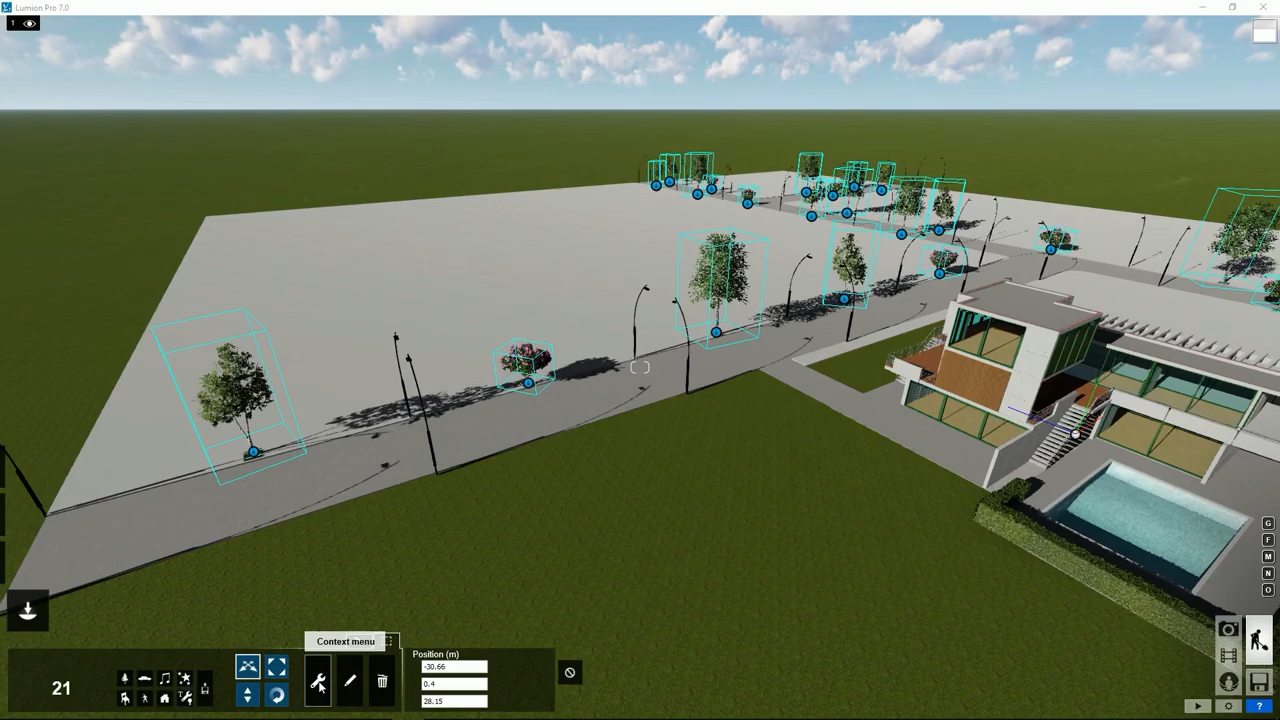 Lumion Pro 7.0
1
G
F
M
N
O
Context menu
Position (m)
21
-30.66
0.4
28.15
?